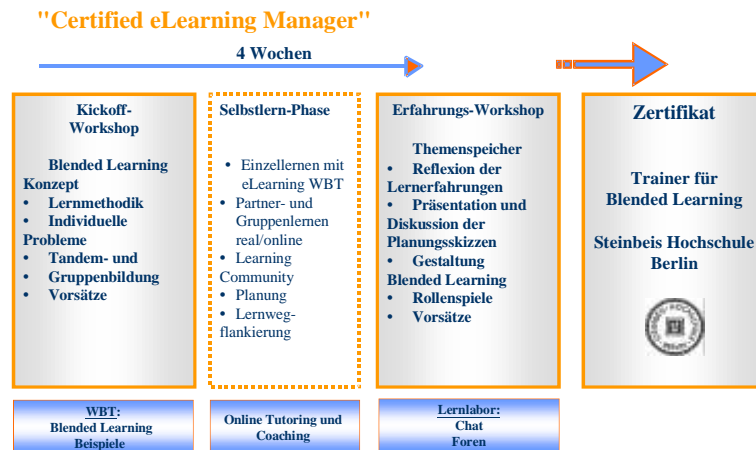 "Certified eLearning Manager"
4 Wochen
Kickoff-
Workshop
Blended Learning
Konzept
• Lernmethodik
• Individuelle
Probleme
• Tandem- und
• Gruppenbildung
• Vorsätze
Selbstlern-Phase
• Einzellernen mit
eLearning WBT
• Partner- und
Gruppenlernen
real/online
• Learning
Community
• Planung
• Lernweg-
flankierung
Erfahrungs-Workshop
Themenspeicher
• Reflexion der
Lernerfahrungen
• Präsentation und
Diskussion der
Planungsskizzen
• Gestaltung
Blended Learning
• Rollenspiele
• Vorsätze
Zertifikat
Trainer für
Blended Learning
Steinbeis Hochschule
Berlin
WBT:
Blended Learning
Beispiele
Online Tutoring und
Coaching
Lernlabor:
Chat
Foren